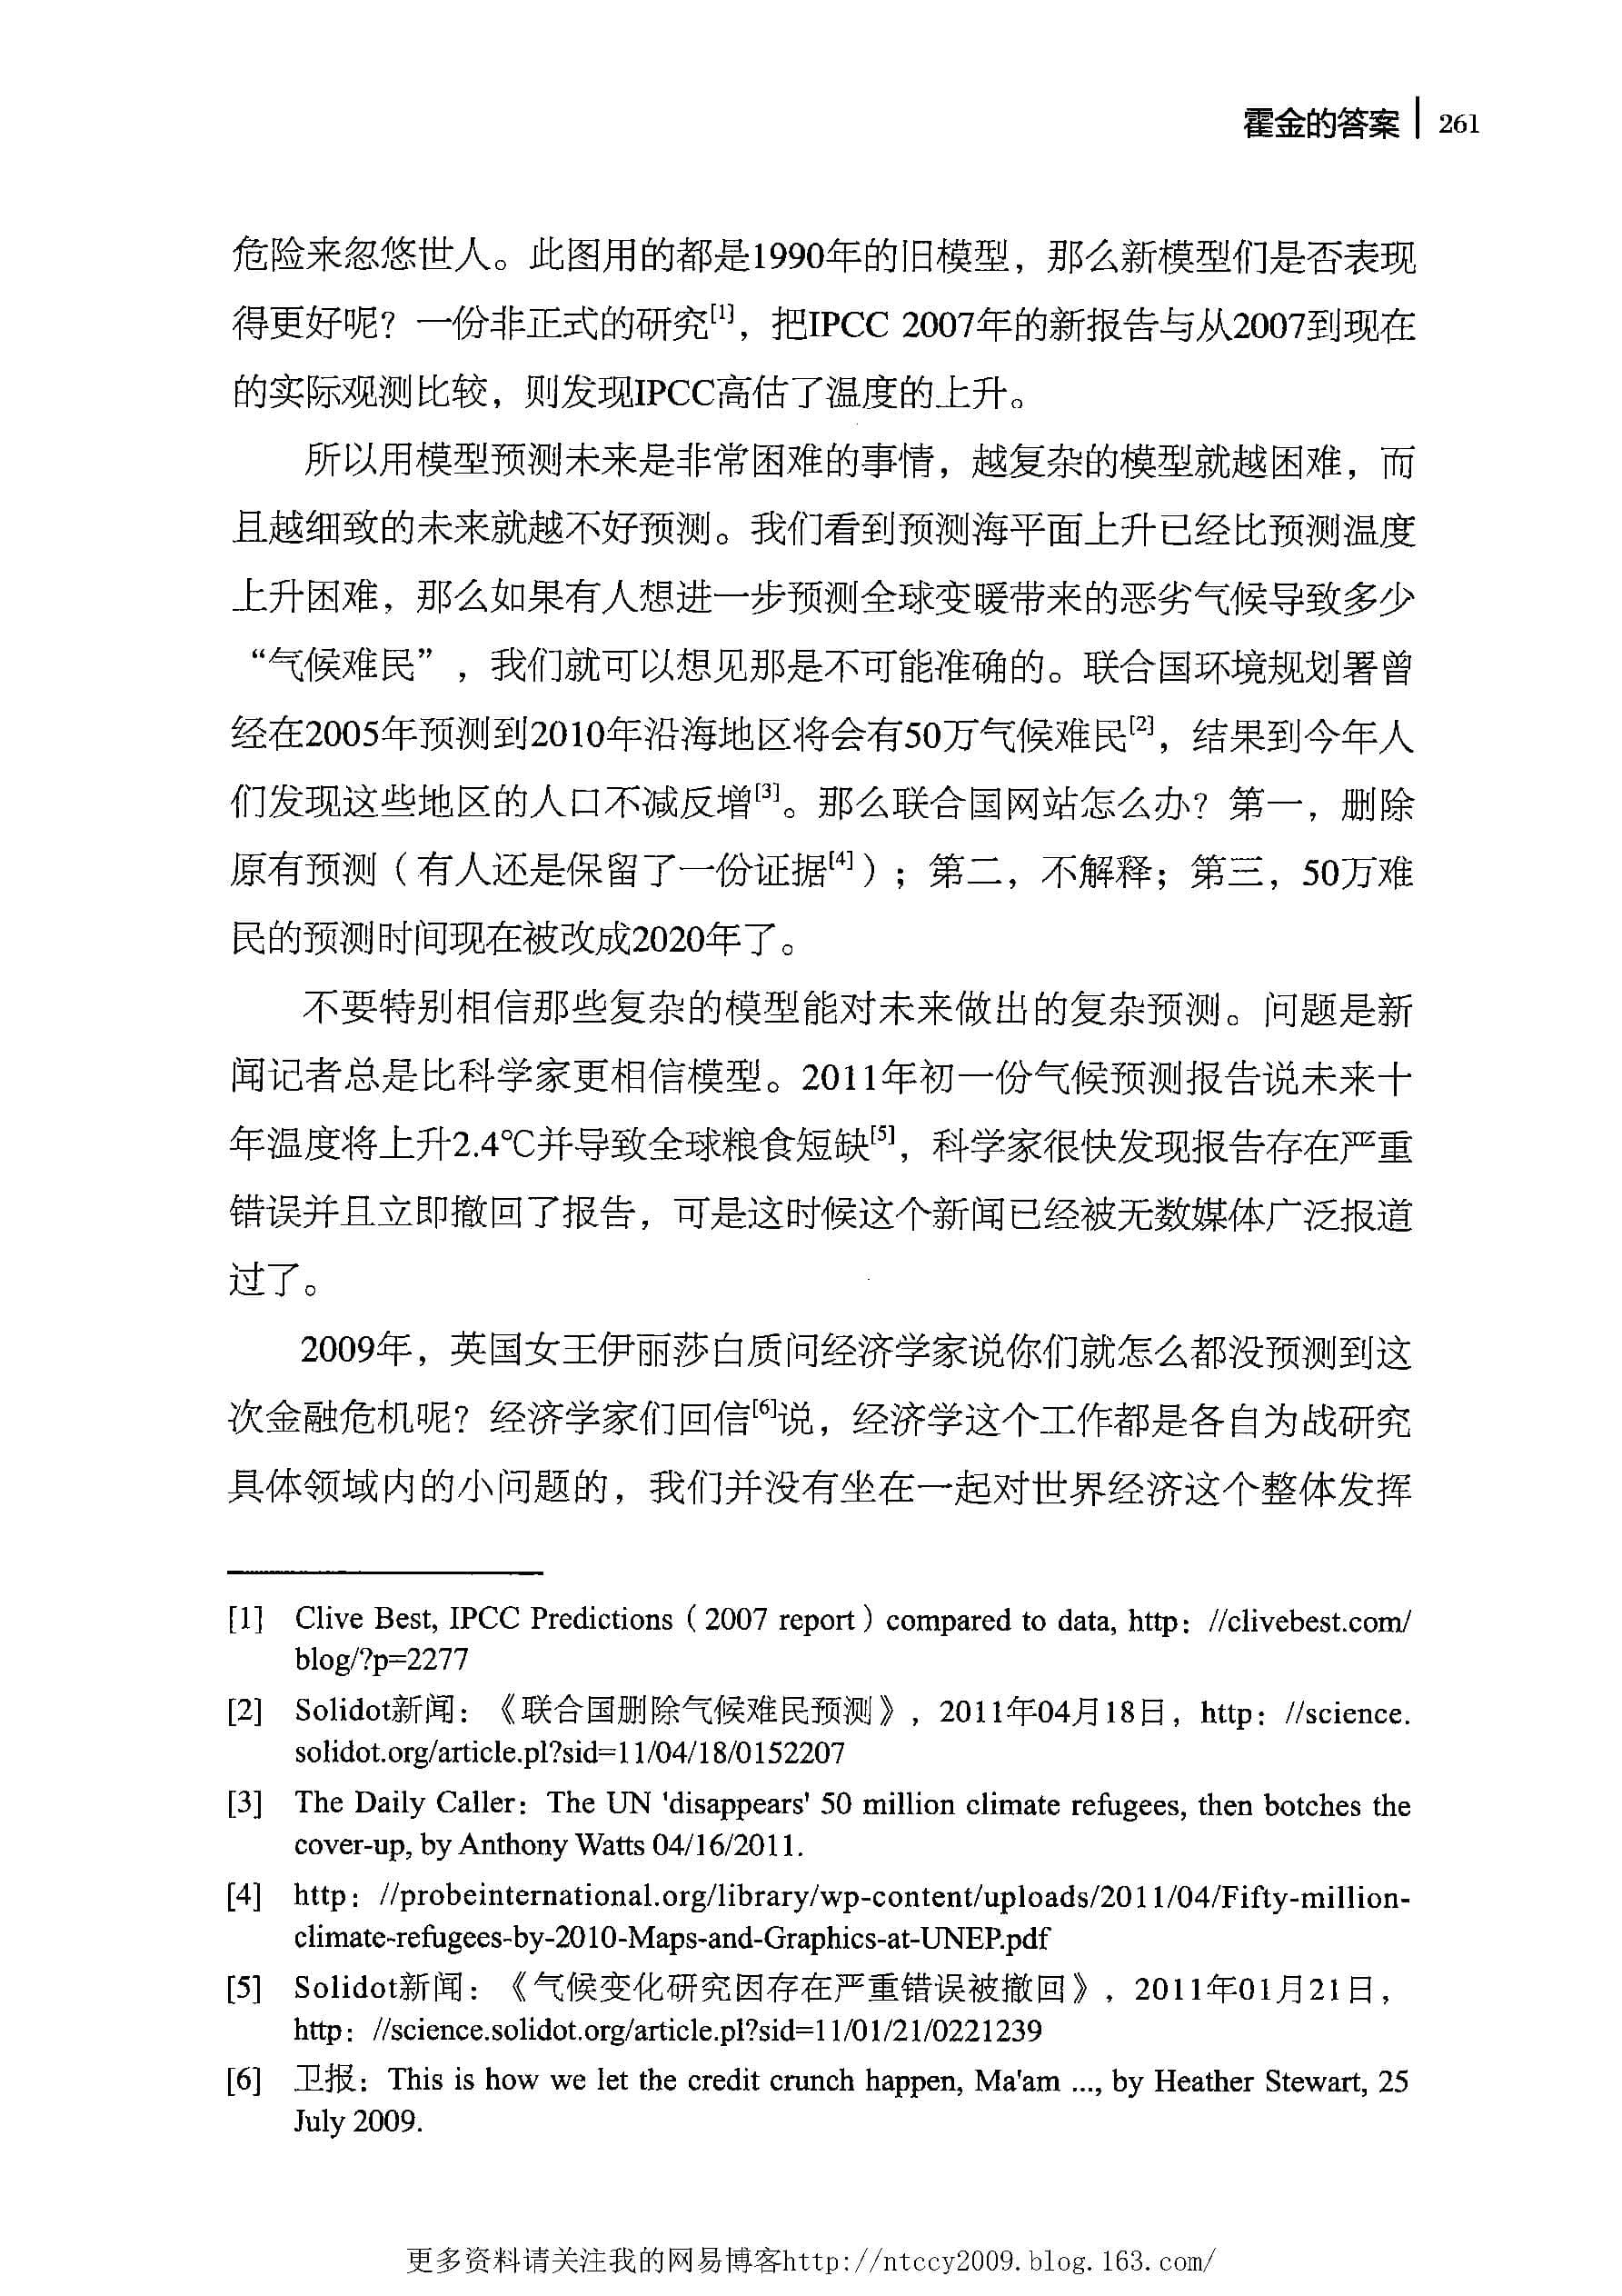 霍金的答案 | 261
危险来忽悠世人。此图用的都是1990年的旧模型，那么新模型们是否表现
得更好呢？一份非正式的研究[1]，把IPCC 2007年的新报告与从2007到现在
的实际观测比较，则发现IPCC高估了温度的上升。
所以用模型预测未来是非常困难的事情，越复杂的模型就越困难，而
且越细致的未来就越不好预测。我们看到预测海平面上升已经比预测温度
上升困难，那么如果有人想进一步预测全球变暖带来的恶劣气候导致多少
“气候难民”，我们就可以想见那是不可能准确的。联合国环境规划署曾
经在2005年预测到2010年沿海地区将会有50万气候难民[2]，结果到今年人
们发现这些地区的人口不减反增[3]。那么联合国网站怎么办？第一，删除
原有预测（有人还是保留了一份证据[4]）；第二，不解释；第三，50万难
民的预测时间现在被改成2020年了。
不要特别相信那些复杂的模型能对未来做出的复杂预测。问题是新
闻记者总是比科学家更相信模型。2011年初一份气候预测报告说未来十
年温度将上升2.4℃并导致全球粮食短缺[5]，科学家很快发现报告存在严重
错误并且立即撤回了报告，可是这时候这个新闻已经被无数媒体广泛报道
过了。
2009年，英国女王伊丽莎白质问经济学家说你们就怎么都没预测到这
次金融危机呢？经济学家们回信[6]说，经济学这个工作都是各自为战研究
具体领域内的小问题的，我们并没有坐在一起对世界经济这个整体发挥
[1] Clive Best, IPCC Predictions（2007 report）compared to data, http：//clivebest.com/
blog/?p=2277
[2] Solidot新闻：《联合国删除气候难民预测》，2011年04月18日，http：//science.
solidot.org/article.pl?sid=11/04/18/0152207
[3] The Daily Caller：The UN 'disappears' 50 million climate refugees, then botches the
cover-up, by Anthony Watts 04/16/2011.
[4] http：//probeinternational.org/library/wp-content/uploads/2011/04/Fifty-million-
climate-refugees-by-2010-Maps-and-Graphics-at-UNEP.pdf
[5] Solidot新闻：《气候变化研究因存在严重错误被撤回》，2011年01月21日，
http：//science.solidot.org/article.pl?sid=11/01/21/0221239
[6] 卫报：This is how we let the credit crunch happen, Ma'am ..., by Heather Stewart, 25
July 2009.
更多资料请关注我的网易博客http://ntccy2009.blog.163.com/